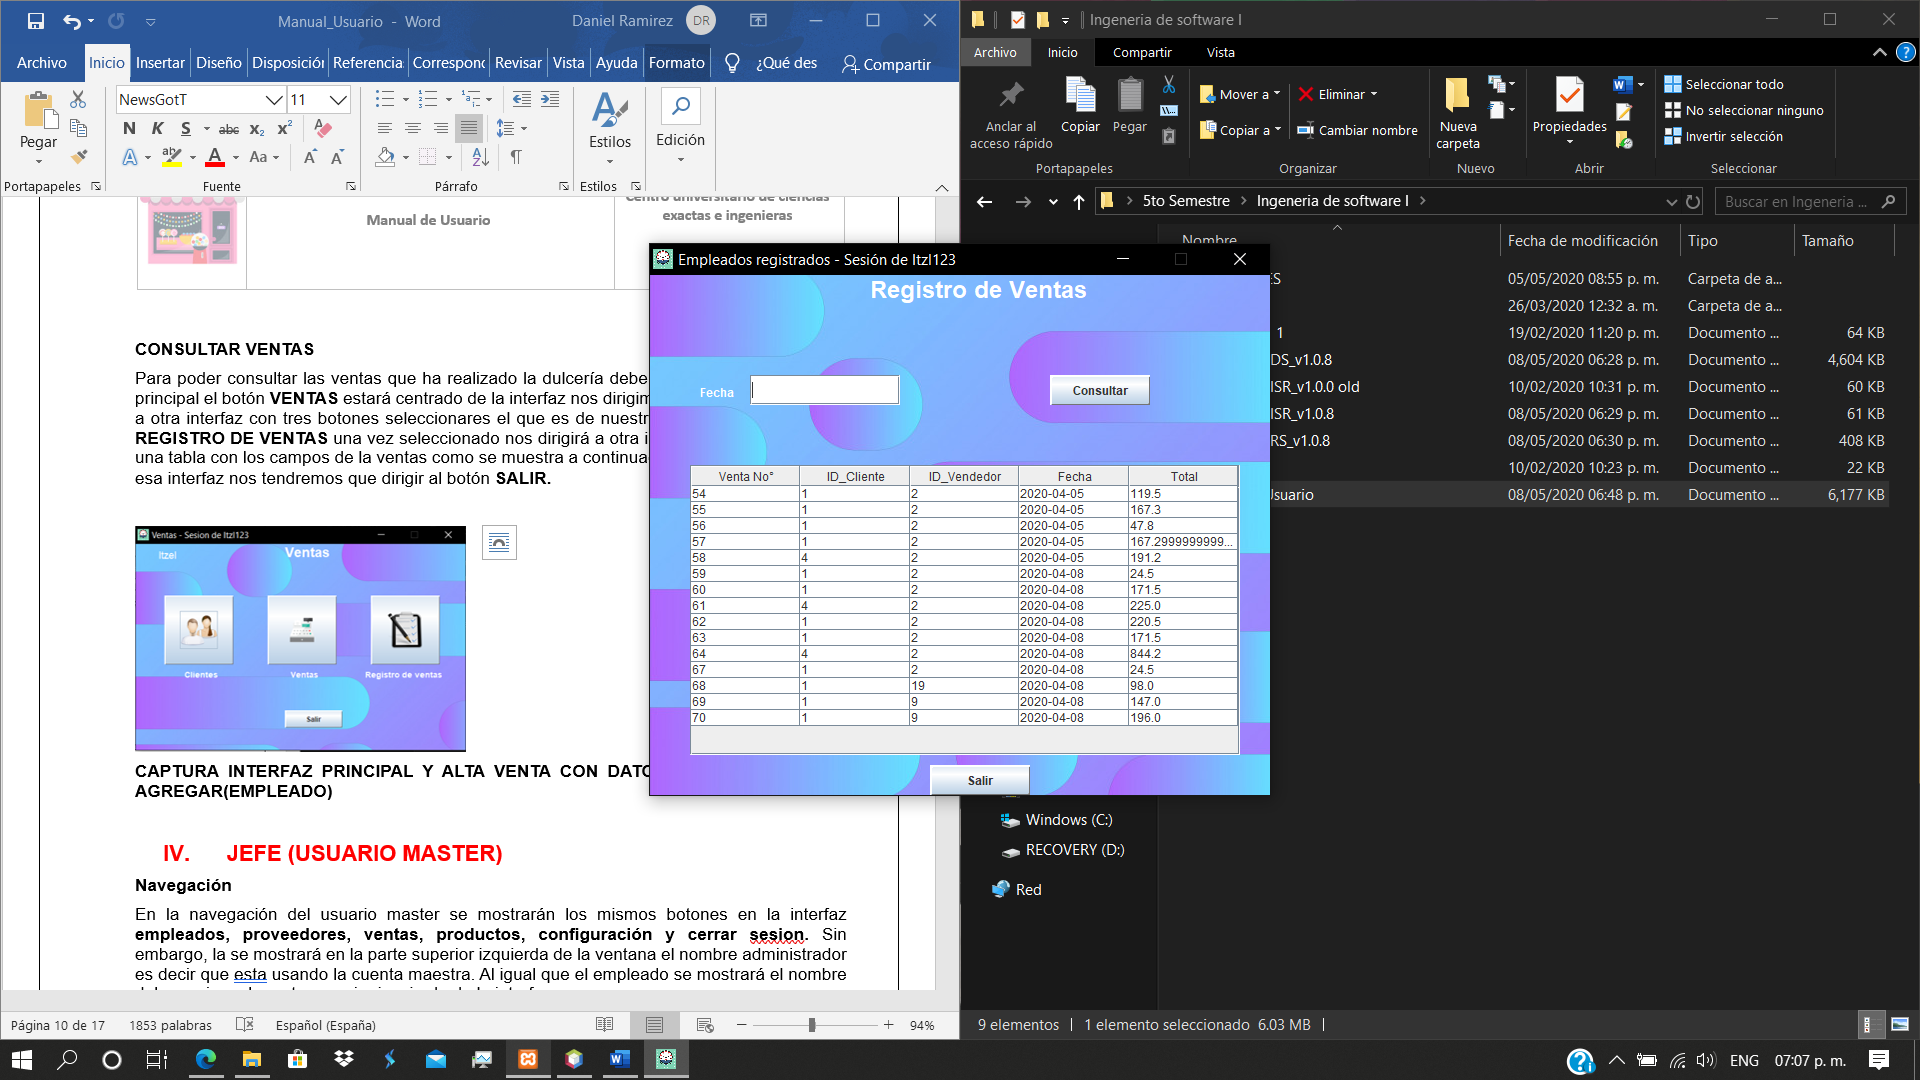 Manual_Usuario - Word
Daniel Ramirez DR
Archivo Inicio Insertar Diseño Disposición Referencia Correspond Revisar Vista Ayuda Formato ¿Qué des Compartir
NewsGotT 11
Pegar
N K S abc x₂ x²
A A Aa A A
Estilos
Edición
Portapapeles Fuente Párrafo Estilos
Manual de Usuario
Centro universitario de ciencias
exactas e ingenieras
CONSULTAR VENTAS
Para poder consultar las ventas que ha realizado la dulcería debe
principal el botón VENTAS estará centrado de la interfaz nos dirigim
a otra interfaz con tres botones seleccionares el que es de nuestr
REGISTRO DE VENTAS una vez seleccionado nos dirigirá a otra i
una tabla con los campos de la ventas como se muestra a continua
esa interfaz nos tendremos que dirigir al botón SALIR.
Ventas - Sesion de Itzl123
Itzel
Ventas
Clientes Ventas Registro de ventas
Salir
CAPTURA INTERFAZ PRINCIPAL Y ALTA VENTA CON DATO
AGREGAR(EMPLEADO)
IV. JEFE (USUARIO MASTER)
Navegación
En la navegación del usuario master se mostrarán los mismos botones en la interfaz
empleados, proveedores, ventas, productos, configuración y cerrar sesion. Sin
embargo, la se mostrará en la parte superior izquierda de la ventana el nombre administrador
es decir que esta usando la cuenta maestra. Al igual que el empleado se mostrará el nombre
Página 10 de 17 1853 palabras Español (España) 94%
Empleados registrados - Sesión de Itzl123
Registro de Ventas
Fecha
Consultar
Venta No° ID_Cliente ID_Vendedor Fecha Total
54 1 2 2020-04-05 119.5
55 1 2 2020-04-05 167.3
56 1 2 2020-04-05 47.8
57 1 2 2020-04-05 167.2999999999...
58 4 2 2020-04-05 191.2
59 1 2 2020-04-08 24.5
60 1 2 2020-04-08 171.5
61 4 2 2020-04-08 225.0
62 1 2 2020-04-08 220.5
63 1 2 2020-04-08 171.5
64 4 2 2020-04-08 844.2
67 1 2 2020-04-08 24.5
68 1 19 2020-04-08 98.0
69 1 9 2020-04-08 147.0
70 1 9 2020-04-08 196.0
Salir
Ingeneria de software I
Archivo Inicio Compartir Vista
Anclar al
acceso rápido
Copiar
Pegar
Mover a
Copiar a
Eliminar
Cambiar nombre
Nueva
carpeta
Propiedades
Seleccionar todo
No seleccionar ninguno
Invertir selección
Portapapeles Organizar Nuevo Abrir Seleccionar
5to Semestre Ingeneria de software I
Buscar en Ingeneria ...
Nombre Fecha de modificación Tipo Tamaño
ES 05/05/2020 08:55 p. m. Carpeta de a...
26/03/2020 12:32 a. m. Carpeta de a...
1 19/02/2020 11:20 p. m. Documento ... 64 KB
DS_v1.0.8 08/05/2020 06:28 p. m. Documento ... 4,604 KB
ISR_v1.0.0 old 10/02/2020 10:31 p. m. Documento ... 60 KB
ISR_v1.0.8 08/05/2020 06:29 p. m. Documento ... 61 KB
RS_v1.0.8 08/05/2020 06:30 p. m. Documento ... 408 KB
10/02/2020 10:23 p. m. Documento ... 22 KB
Usuario 08/05/2020 06:48 p. m. Documento ... 6,177 KB
Windows (C:)
RECOVERY (D:)
Red
9 elementos 1 elemento seleccionado 6.03 MB
ENG 07:07 p. m.